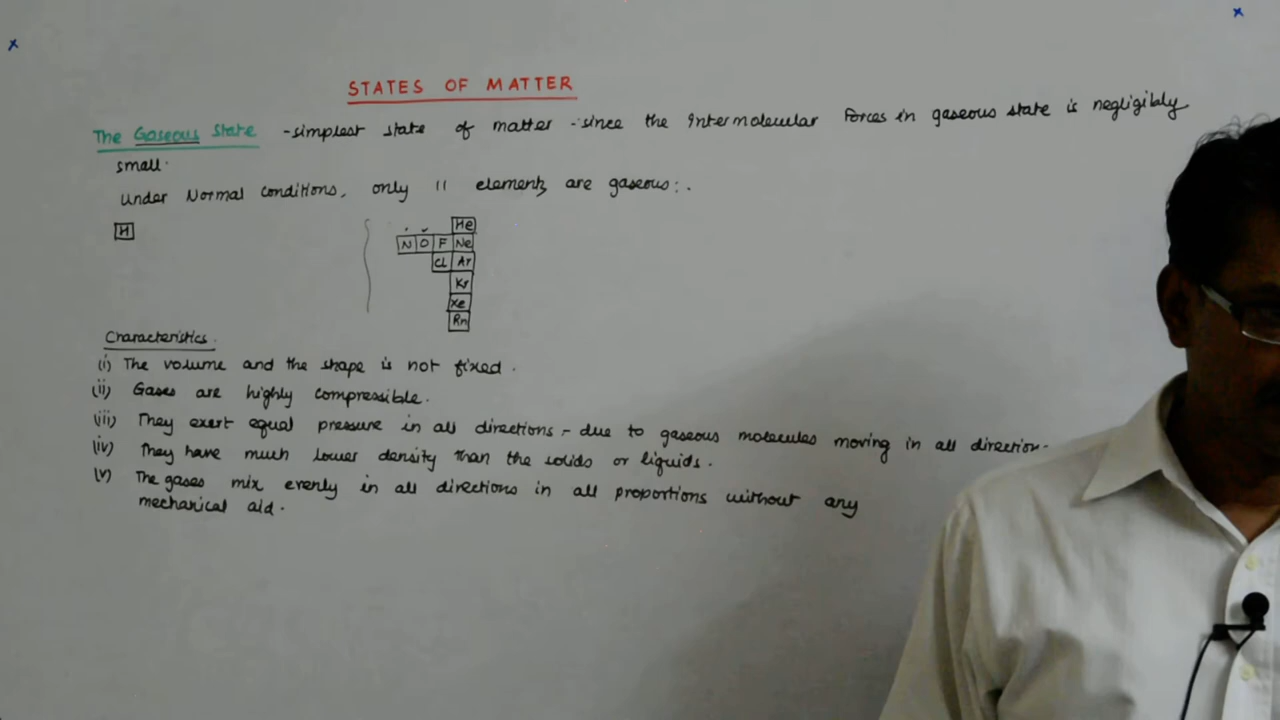 STATES OF MATTER
The Gaseous State - simplest state of matter - since the Intermolecular Forces in gaseous state is negligibly
small.
Under Normal Conditions, only 11 elements are gaseous :.
H
He
N O F Ne
Cl Ar
Kr
Xe
Rn
Characteristics.
(i) The volume and the shape is not fixed.
(ii) Gases are highly compressible.
(iii) They exert equal pressure in all directions - due to gaseous molecules moving in all direction.
(iv) They have much lower density than the solids or liquids.
(v) The gases mix evenly in all directions in all proportions without any
mechanical aid.